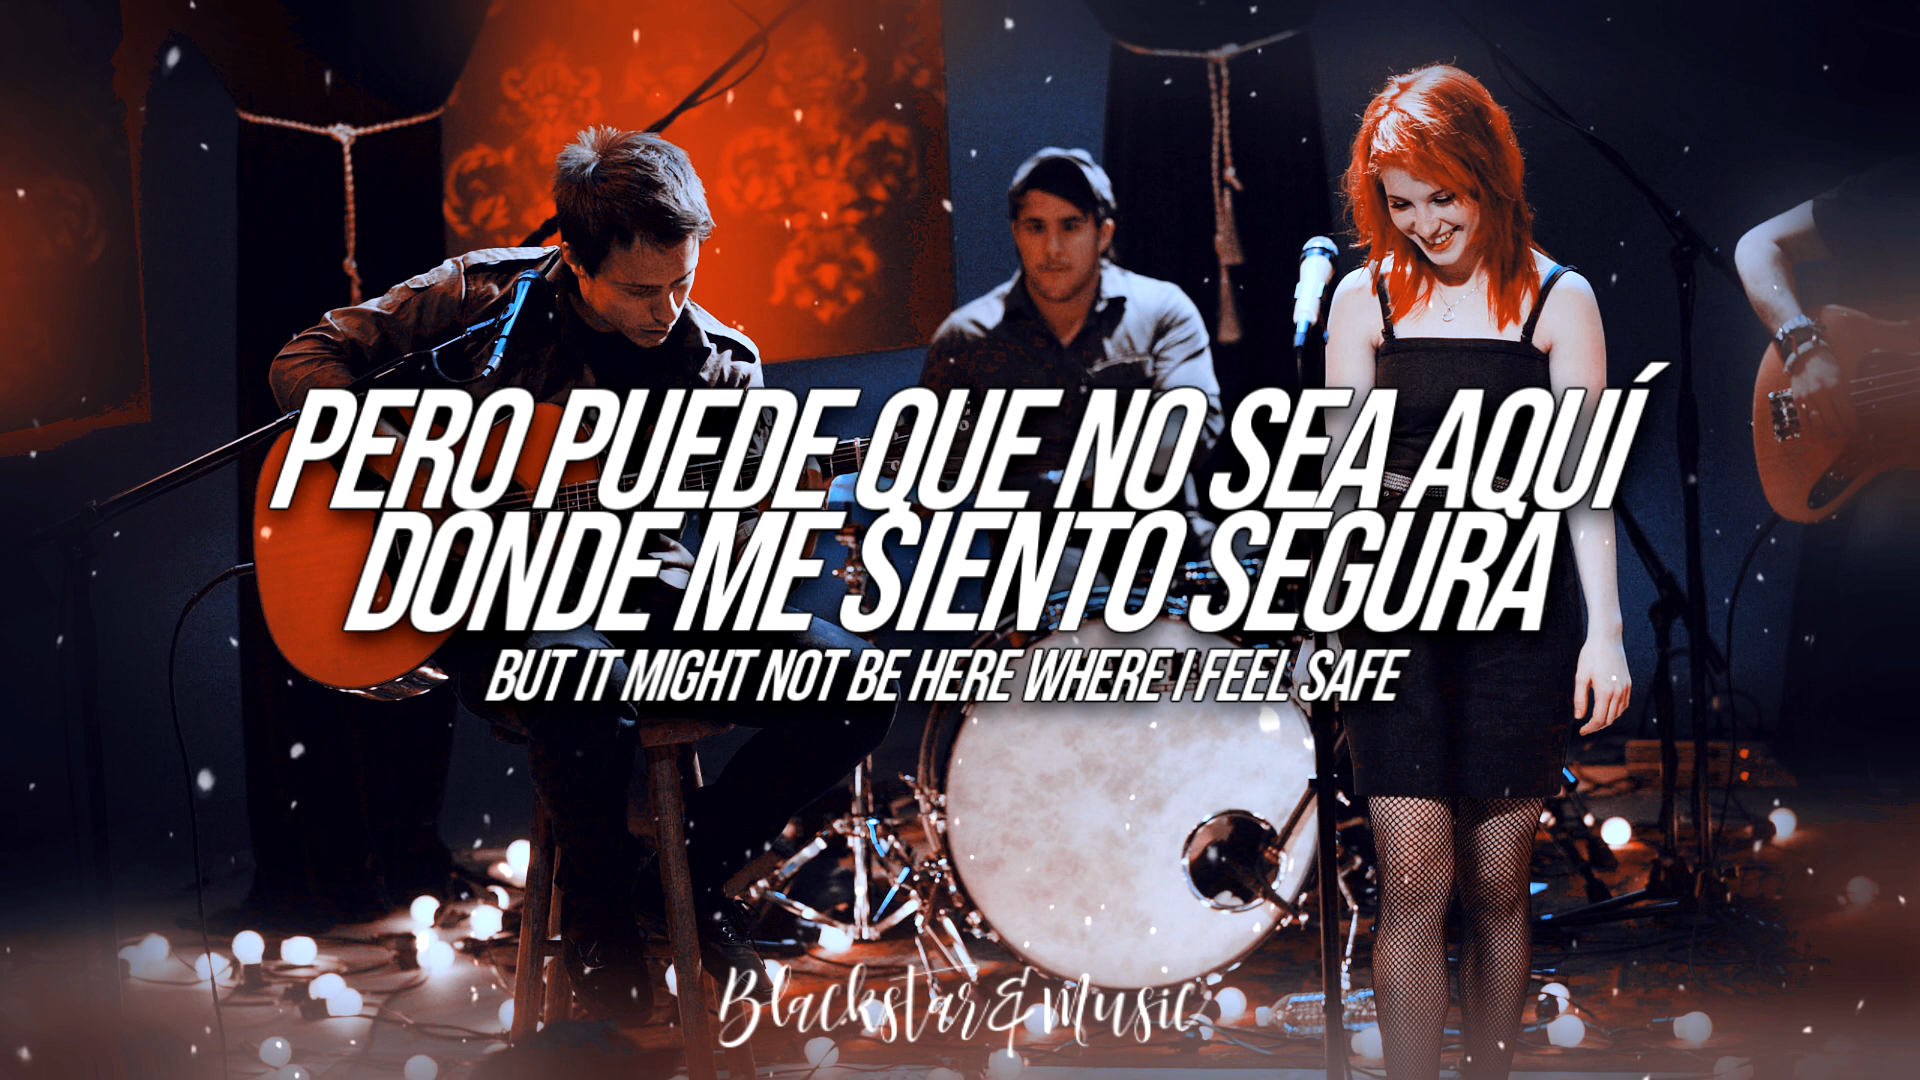 PERO PUEDE QUE NO SEA AQUÍ
DONDE ME SIENTO SEGURA
BUT IT MIGHT NOT BE HERE WHERE I FEEL SAFE
Blackstar&Music